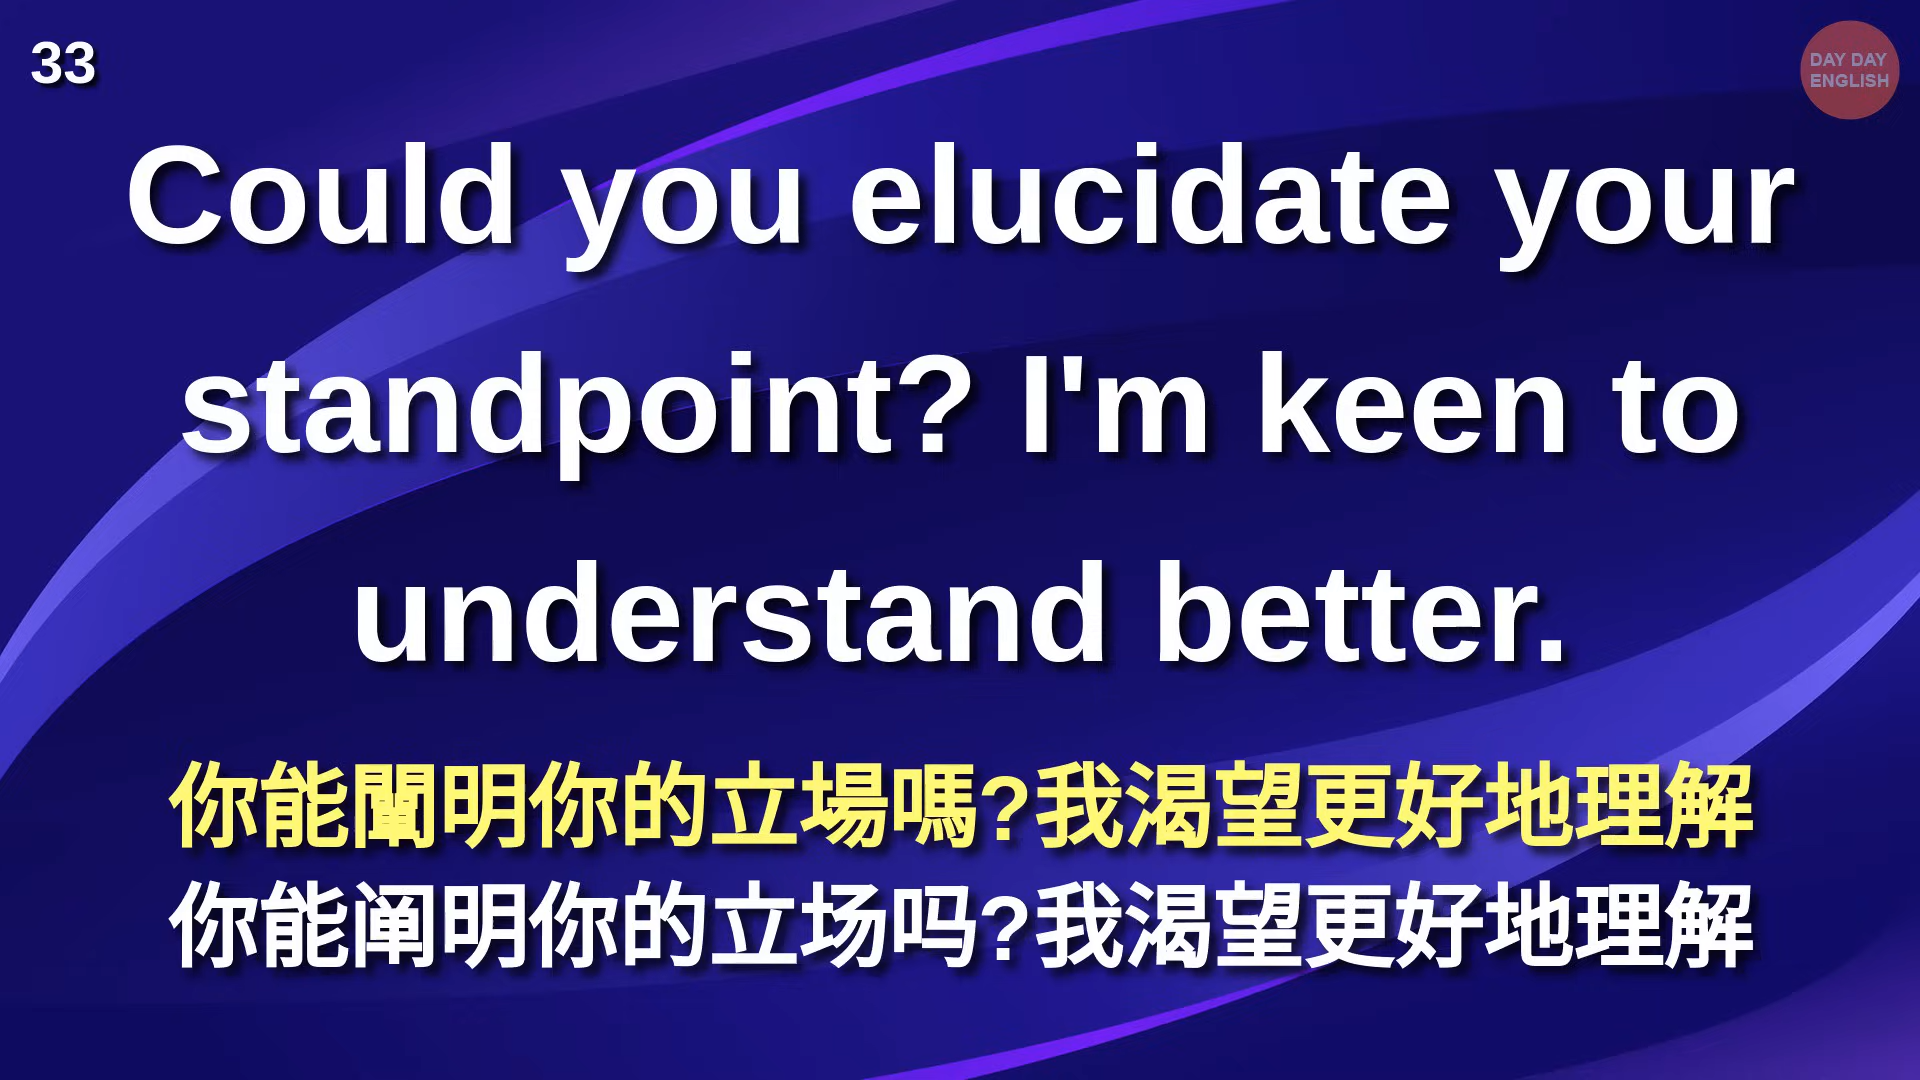 33
DAY DAY
ENGLISH
Could you elucidate your
standpoint? I'm keen to
understand better.
你能闡明你的立場嗎?我渴望更好地理解
你能阐明你的立场吗?我渴望更好地理解